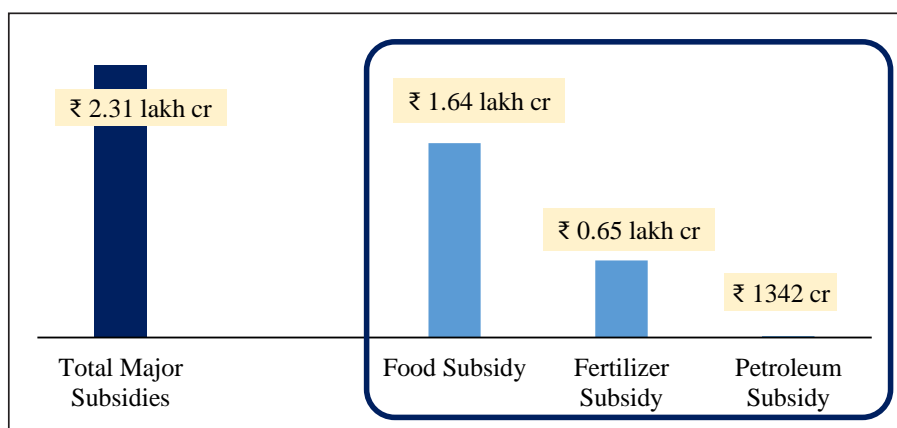 ₹ 2.31 lakh cr
₹ 1.64 lakh cr
₹ 0.65 lakh cr
₹ 1342 cr
Total Major
Subsidies
Food Subsidy
Fertilizer
Subsidy
Petroleum
Subsidy